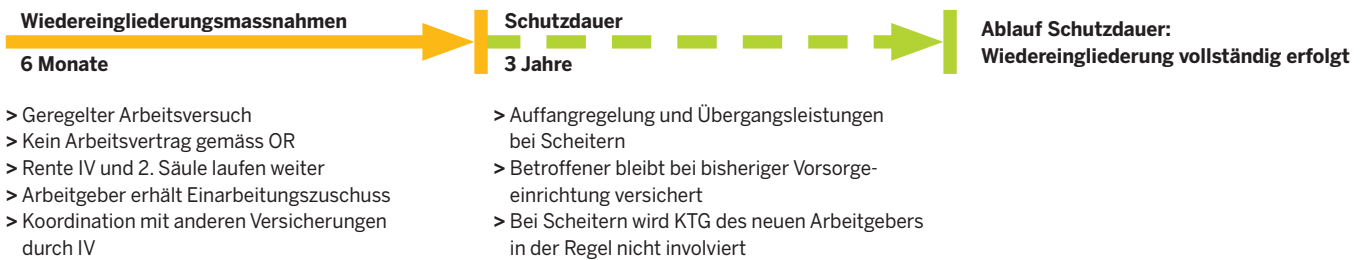 Wiedereingliederungsmassnahmen
6 Monate
> Geregelter Arbeitsversuch
> Kein Arbeitsvertrag gemäss OR
> Rente IV und 2. Säule laufen weiter
> Arbeitgeber erhält Einarbeitungszuschuss
> Koordination mit anderen Versicherungen
durch IV
Schutzdauer
3 Jahre
> Auffangregelung und Übergangsleistungen
bei Scheitern
> Betroffener bleibt bei bisheriger Vorsorge-
einrichtung versichert
> Bei Scheitern wird KTG des neuen Arbeitgebers
in der Regel nicht involviert
Ablauf Schutzdauer:
Wiedereingliederung vollständig erfolgt